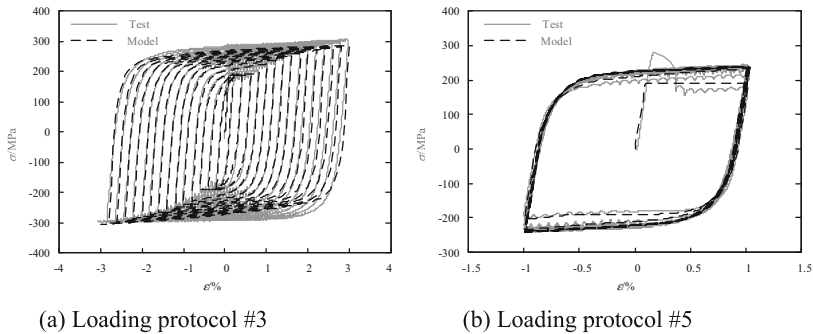 Test
Model
400
300
200
100
0
-100
-200
-300
-400
σ/MPa
-4 -3 -2 -1 0 1 2 3 4
ε/%
(a) Loading protocol #3
Test
Model
400
300
200
100
0
-100
-200
-300
σ/MPa
-1.5 -1 -0.5 0 0.5 1 1.5
ε/%
(b) Loading protocol #5